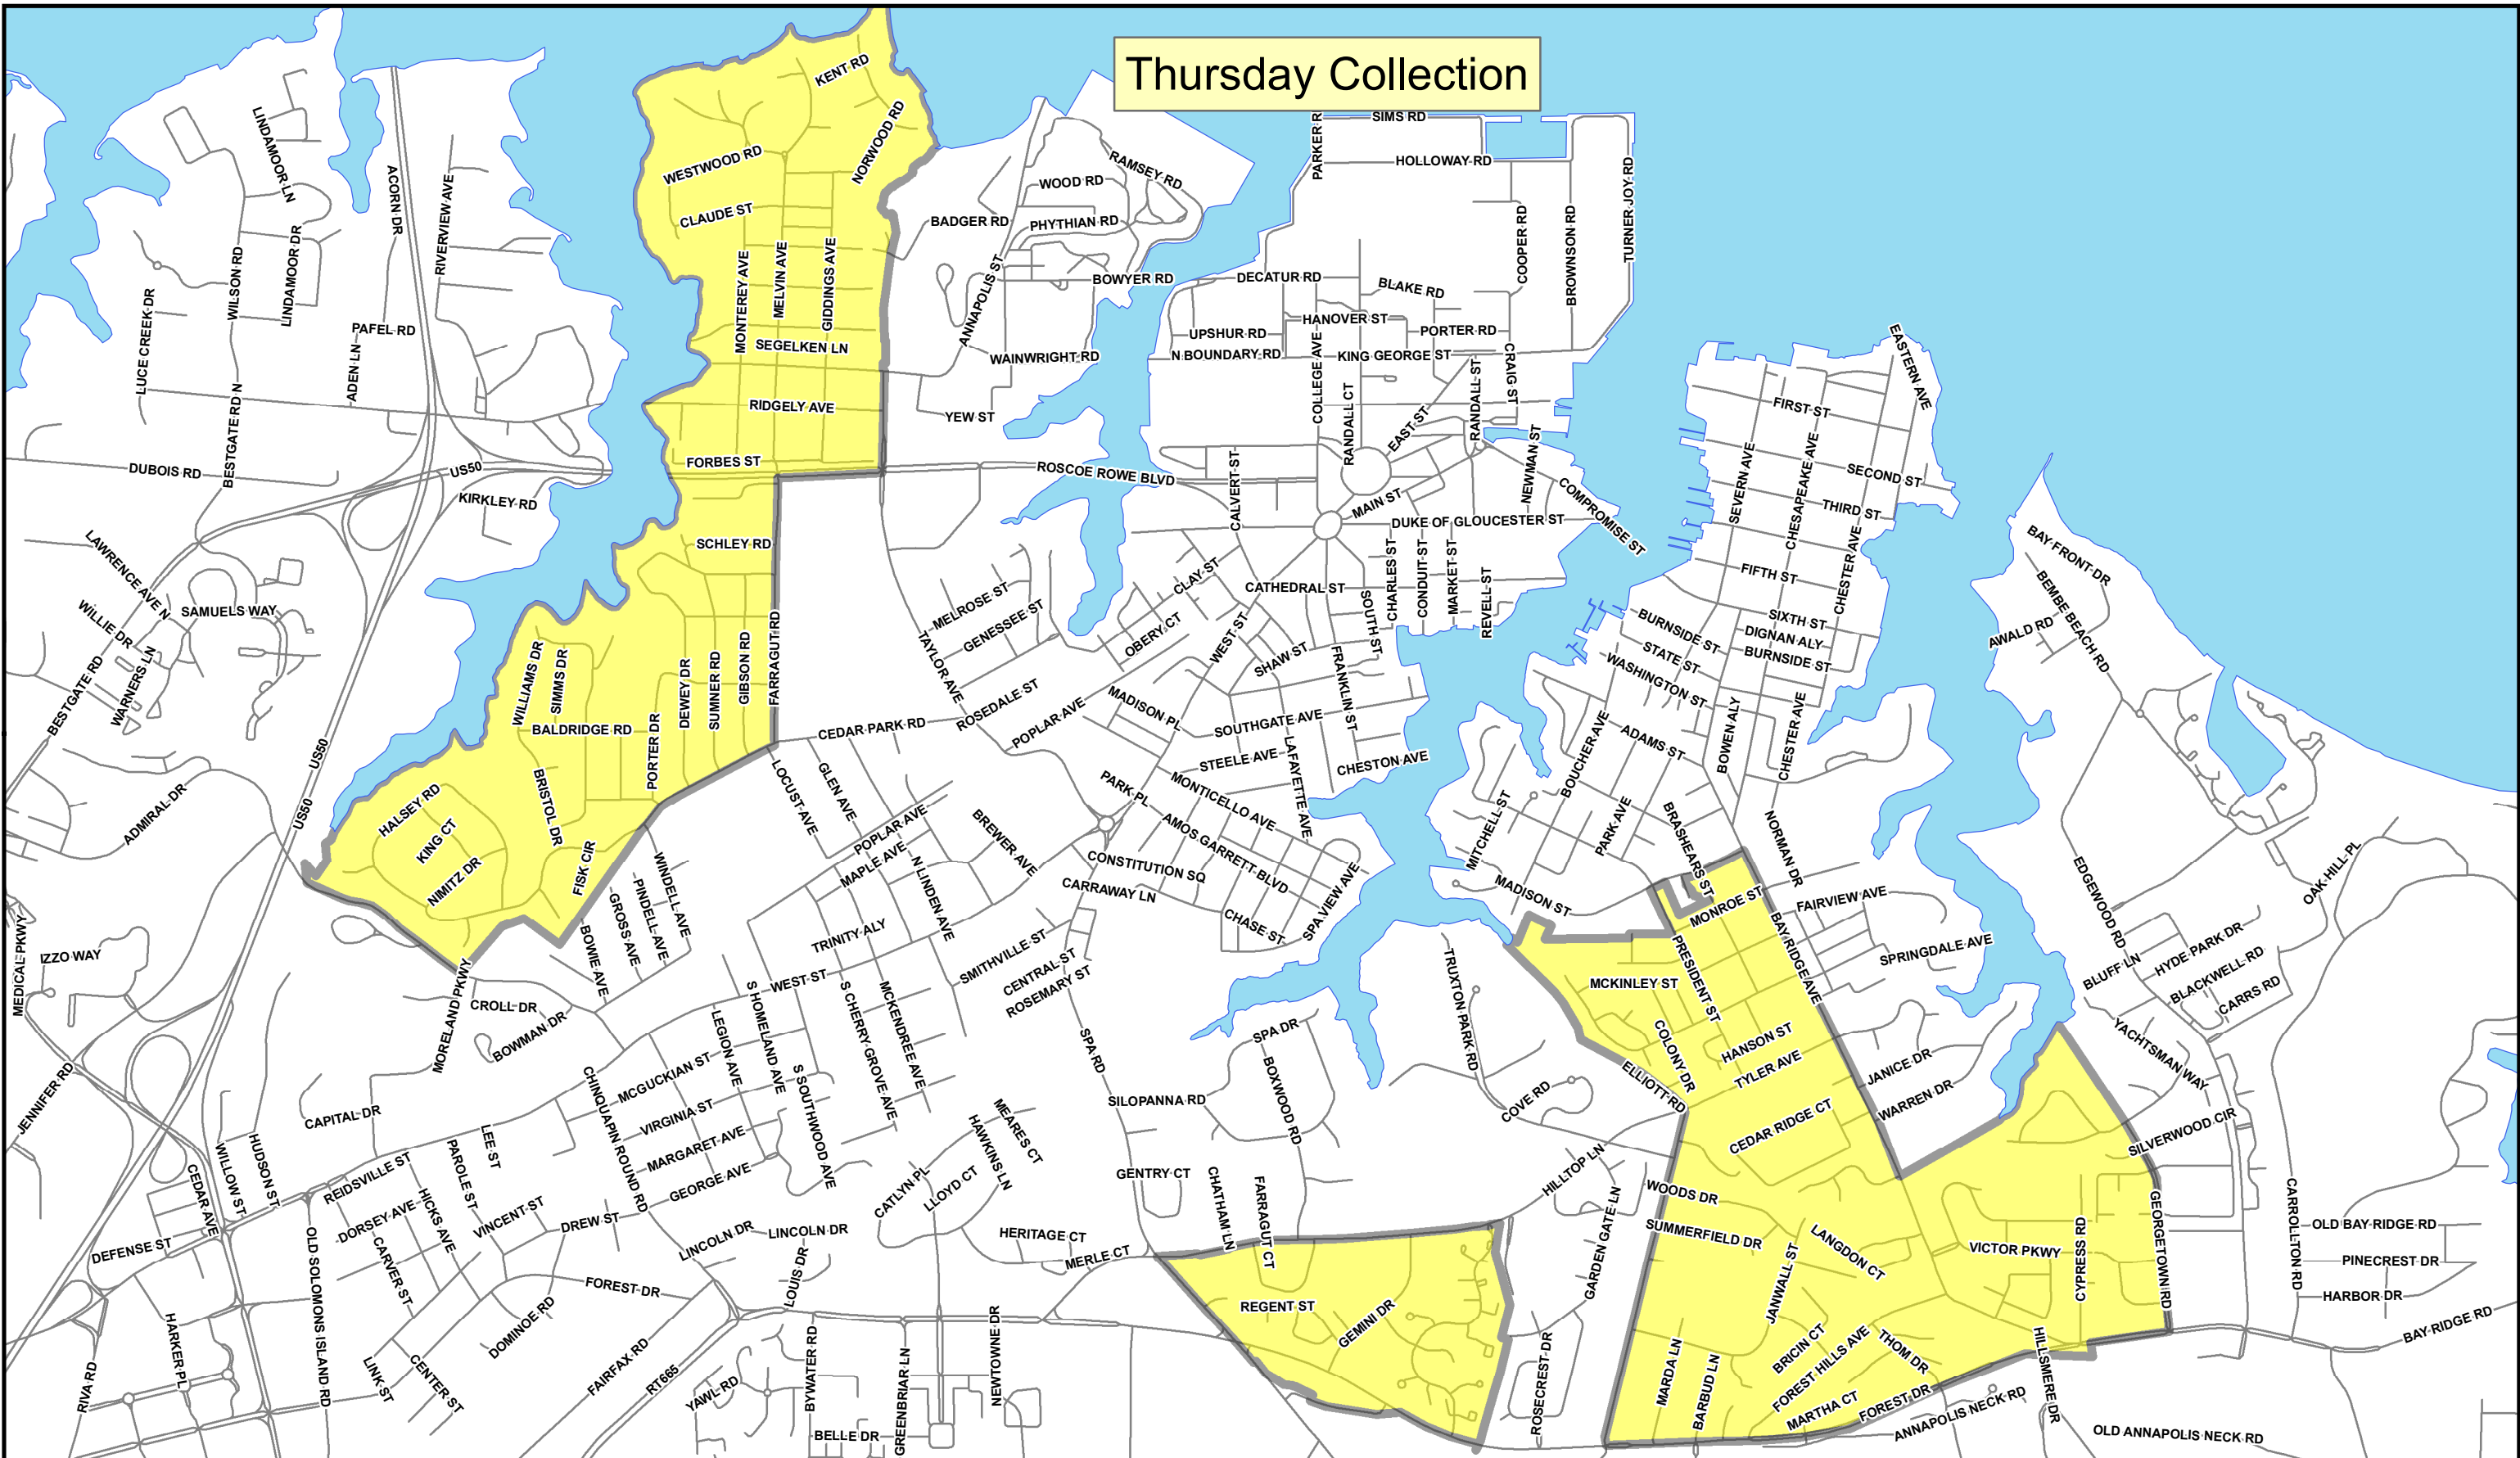 Thursday Collection
KENT RD
NORWOOD RD
WESTWOOD RD
CLAUDE ST
MONTEREY AVE
MELVIN AVE
GIDDINGS AVE
SEGELKEN LN
RIDGELY AVE
FORBES ST
LINDAMOOR LN
ACORN DR
RIVERVIEW AVE
WILSON RD
LINDAMOOR DR
LUCE CREEK DR
PAFEL RD
ADEN LN
BESTGATE RD N
DUBOIS RD
US50
KIRKLEY RD
LAWRENCE AVE N
WILLIE DR
SAMUELS WAY
WARNERS LN
BESTGATE RD
US50
US50
ADMIRAL DR
MEDICAL PKWY
IZZO WAY
JENNIFER RD
RAMSEY RD
WOOD RD
BADGER RD
PHYTHIAN RD
BOWYER RD
ANNAPOLIS ST
WAINWRIGHT RD
YEW ST
SIMS RD
HOLLOWAY RD
COOPER RD
BROWNSON RD
TURNER JOY RD
DECATUR RD
BLAKE RD
HANOVER ST
UPSHUR RD
PORTER RD
N BOUNDARY RD
KING GEORGE ST
COLLEGE AVE
RANDALL CT
RANDALL ST
CRAIG ST
EAST ST
NEWMAN ST
ROSCOE ROWE BLVD
CALVERT ST
MAIN ST
COMPROMISE ST
DUKE OF GLOUCESTER ST
CHARLES ST
CONDUIT ST
MARKET ST
REVELL ST
CLAY ST
CATHEDRAL ST
SOUTH ST
MELROSE ST
GENESSEE ST
OBERY CT
WEST ST
SHAW ST
FRANKLIN ST
TAYLOR AVE
ROSEDALE ST
POPLAR AVE
MADISON PL
SOUTHGATE AVE
STEELE AVE
LAFAYETTE AVE
CHESTON AVE
CEDAR PARK RD
SCHLEY RD
WILLIAMS DR
SIMMS DR
BALDRIDGE RD
PORTER DR
DEWEY DR
SUMNER RD
GIBSON RD
FARRAGUT RD
BRISTOL DR
HALSEY RD
KING CT
NIMITZ DR
FISK CIR
LOCUST AVE
GLEN AVE
POPLAR AVE
MAPLE AVE
BREWER AVE
N LINDEN AVE
PARK PL
MONTICELLO AVE
AMOS GARRETT BLVD
CONSTITUTION SQ
CARRAWAY LN
CHASE ST
SPA VIEW AVE
WINDELL AVE
PINDELL AVE
GROSS AVE
BOWIE AVE
TRINITY ALY
WEST ST
SMITHVILLE ST
CENTRAL ST
ROSEMARY ST
MORELAND PKWY
CROLL DR
BOWMAN DR
S HOMELAND AVE
S CHERRY GROVE AVE
MCKENDREE AVE
LEGION AVE
MCGUCKIAN ST
VIRGINIA ST
MARGARET AVE
GEORGE AVE
S SOUTHWOOD AVE
CHINQUAPIN ROUND RD
CAPITAL DR
LEE ST
PAROLE ST
HUDSON ST
WILLOW ST
CEDAR AVE
REIDSVILLE ST
DORSEY AVE
HICKS AVE
CARVER ST
VINCENT ST
DREW ST
DEFENSE ST
OLD SOLOMONS ISLAND RD
HARKER PL
RIVA RD
LINK ST
CENTER ST
DOMINOE RD
FOREST DR
FAIRFAX RD
RT665
LINCOLN DR
LINCOLN DR
LOUIS DR
YAWL RD
BYWATER RD
BELLE DR
GREENBRIAR LN
NEWTOWNE DR
CATLYN PL
LLOYD CT
HAWKINS LN
MEARES CT
HERITAGE CT
MERLE CT
SPA RD
SPA DR
SILOPANNA RD
BOXWOOD RD
GENTRY CT
CHATHAM LN
FARRAGUT CT
REGENT ST
GEMINI DR
ROSECREST DR
GARDEN GATE LN
HILLTOP LN
COVE RD
TRUXTON PARK RD
EASTERN AVE
FIRST ST
SECOND ST
THIRD ST
SEVERN AVE
CHESAPEAKE AVE
CHESTER AVE
FIFTH ST
SIXTH ST
DIGNAN ALY
BURNSIDE ST
BURNSIDE ST
STATE ST
WASHINGTON ST
BOUCHER AVE
ADAMS ST
BOWEN ALY
CHESTER AVE
MITCHELL ST
PARK AVE
BRASHEARS ST
NORMAN DR
MADISON ST
MONROE ST
FAIRVIEW AVE
BAY RIDGE AVE
SPRINGDALE AVE
PRESIDENT ST
MCKINLEY ST
COLONY DR
HANSON ST
TYLER AVE
ELLIOTT RD
JANICE DR
WARREN DR
CEDAR RIDGE CT
WOODS DR
SUMMERFIELD DR
LANGDON CT
JANWALL ST
VICTOR PKWY
CYPRESS RD
GEORGETOWN RD
SILVERWOOD CIR
YACHTSMAN WAY
BRICIN CT
FOREST HILLS AVE
THOM DR
MARDA LN
BARBUD LN
MARTHA CT
FOREST DR
HILLSMERE DR
ANNAPOLIS NECK RD
OLD ANNAPOLIS NECK RD
BAY FRONT DR
BEMBE BEACH RD
AWALD RD
EDGEWOOD RD
OAK HILL PL
BLUFF LN
HYDE PARK DR
BLACKWELL RD
CARRS RD
CARROLLTON RD
OLD BAY RIDGE RD
PINECREST DR
HARBOR DR
BAY RIDGE RD